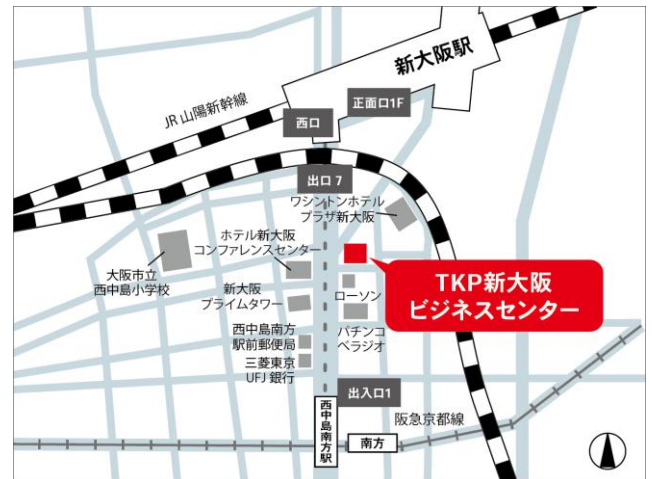 新大阪駅
JR山陽新幹線
正面口1F
西口
出口 7
ワシントンホテル
プラザ新大阪
ホテル新大阪
コンファレンスセンター
大阪市立
西中島小学校
TKP新大阪
ビジネスセンター
新大阪
プライムタワー
ローソン
パチンコ
ベラジオ
西中島南方
駅前郵便局
三菱東京
UFJ 銀行
出入口1
西中島南方駅
南方
阪急京都線